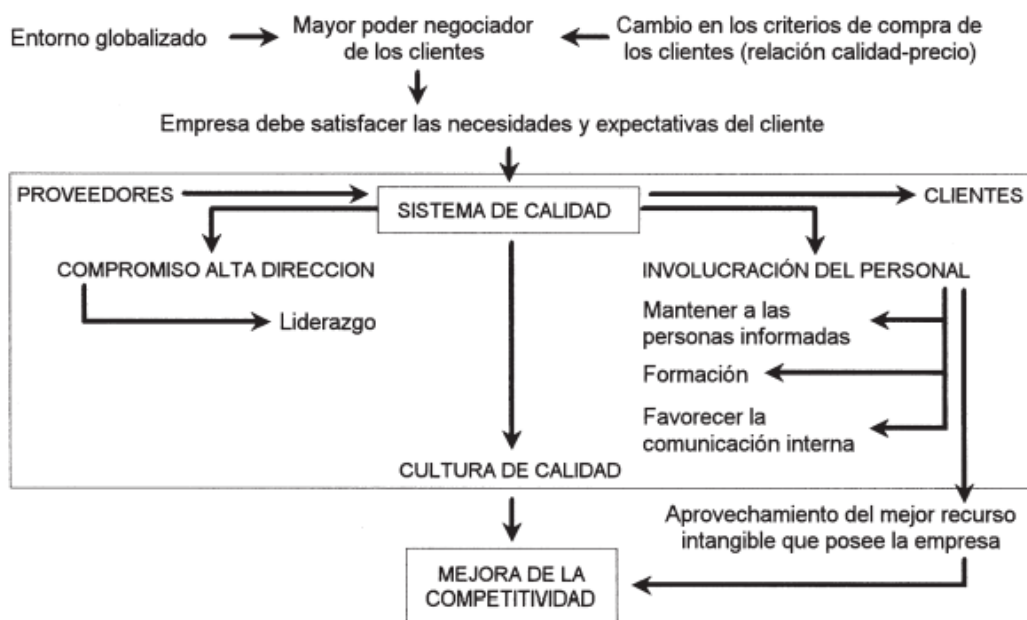 Entorno globalizado
Mayor poder negociador
de los clientes
Cambio en los criterios de compra de
los clientes (relación calidad-precio)
Empresa debe satisfacer las necesidades y expectativas del cliente
PROVEEDORES
SISTEMA DE CALIDAD
CLIENTES
COMPROMISO ALTA DIRECCION
INVOLUCRACIÓN DEL PERSONAL
Liderazgo
Mantener a las
personas informadas
Formación
Favorecer la
comunicación interna
CULTURA DE CALIDAD
Aprovechamiento del mejor recurso
intangible que posee la empresa
MEJORA DE LA
COMPETITIVIDAD